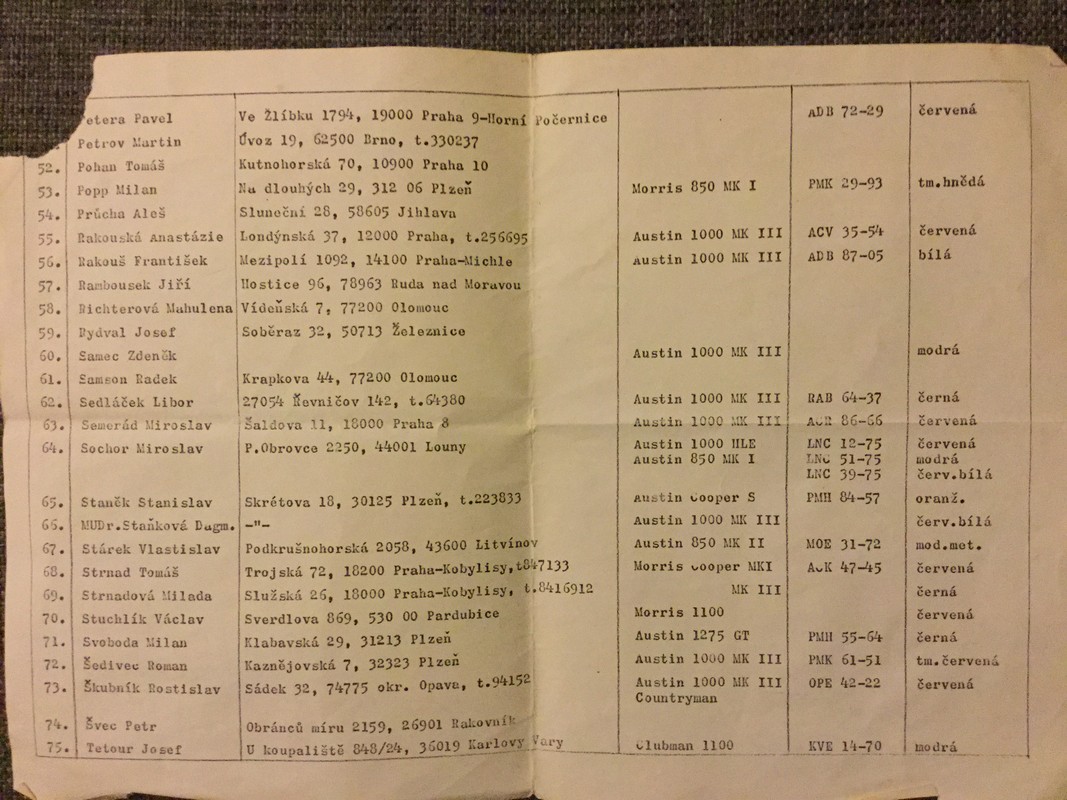 etera Pavel Ve Žlíbku 1794, 19000 Praha 9-Horní Počernice ADB 72-29 červená
Petrov Martin Úvoz 19, 62500 Brno, t.330237
52. Pohan Tomáš Kutnohorská 70, 10900 Praha 10
53. Popp Milan Na dlouhých 29, 312 06 Plzeň Morris 850 MK I PMK 29-93 tm.hnědá
54. Průcha Aleš Sluneční 28, 58605 Jihlava
55. Rakouská Anastázie Londýnská 37, 12000 Praha, t.256695 Austin 1000 MK III ACV 35-54 červená
56. Rakouš František Mezipolí 1092, 14100 Praha-Michle Austin 1000 MK III ADB 87-05 bílá
57. Rambousek Jiří Hostice 96, 78963 Ruda nad Moravou
58. Richterová Mahulena Vídeňská 7, 77200 Olomouc
59. Rydval Josef Soběraz 32, 50713 Železnice
60. Samec Zdeněk Austin 1000 MK III modrá
61. Samson Radek Krapkova 44, 77200 Olomouc
62. Sedláček Libor 27054 Řevničov 142, t.64380 Austin 1000 MK III RAB 64-37 černá
63. Semerád Miroslav Šaldova 11, 18000 Praha 8 Austin 1000 MK III 86-66 červená
64. Sochor Miroslav P.Obrovce 2250, 44001 Louny Austin 1000 HLE LNC 12-75 červená
Austin 850 MK I LNC 51-75 modrá
LNC 39-75 červ.bílá
65. Staněk Stanislav Skrétova 18, 30125 Plzeň, t.223833 Austin Cooper S PMH 84-57 oranž.
66. MUDr.Staňková Dagm. -"- Austin 1000 MK III červ.bílá
67. Stárek Vlastislav Podkrušnohorská 2058, 43600 Litvínov Austin 850 MK II MOE 31-72 mod.met.
68. Strnad Tomáš Trojská 72, 18200 Praha-Kobylisy,t847133 Morris Cooper MKI ACK 47-45 červená
69. Strnadová Milada Služská 26, 18000 Praha-Kobylisy, t.8416912 MK III černá
70. Stuchlík Václav Sverdlova 869, 530 00 Pardubice Morris 1100 červená
71. Svoboda Milan Klabavská 29, 31213 Plzeň Austin 1275 GT PMH 55-64 černá
72. Šedivec Roman Kaznějovská 7, 32323 Plzeň Austin 1000 MK III PMK 61-51 tm.červená
73. Škubník Rostislav Sádek 32, 74775 okr. Opava, t.94152 Austin 1000 MK III OPE 42-22 červená
Countryman
74. Švec Petr Obránců míru 2159, 26901 Rakovník
75. Tetour Josef U koupaliště 848/24, 36019 Karlovy Vary Clubman 1100 KVE 14-70 modrá